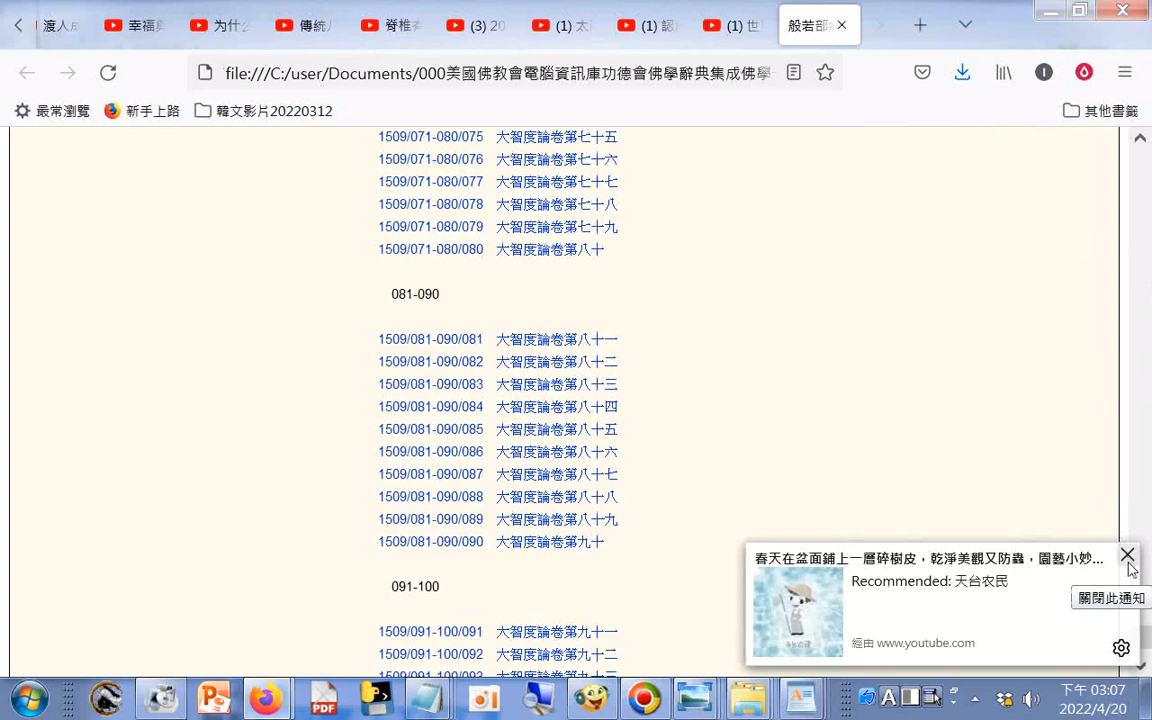 渡人成
幸福與
为什么
傳統
脊椎
(3) 20
(1) 太
(1) 認
(1) 世
般若部
file:///C:/user/Documents/000美國佛教會電腦資訊庫功德會佛學辭典集成佛學
最常瀏覽 新手上路 韓文影片20220312 其他書籤
1509/071-080/075 大智度論卷第七十五
1509/071-080/076 大智度論卷第七十六
1509/071-080/077 大智度論卷第七十七
1509/071-080/078 大智度論卷第七十八
1509/071-080/079 大智度論卷第七十九
1509/071-080/080 大智度論卷第八十
081-090
1509/081-090/081 大智度論卷第八十一
1509/081-090/082 大智度論卷第八十二
1509/081-090/083 大智度論卷第八十三
1509/081-090/084 大智度論卷第八十四
1509/081-090/085 大智度論卷第八十五
1509/081-090/086 大智度論卷第八十六
1509/081-090/087 大智度論卷第八十七
1509/081-090/088 大智度論卷第八十八
1509/081-090/089 大智度論卷第八十九
1509/081-090/090 大智度論卷第九十
091-100
1509/091-100/091 大智度論卷第九十一
1509/091-100/092 大智度論卷第九十二
春天在盆面鋪上一層碎樹皮，乾淨美觀又防蟲，園藝小妙...
Recommended: 天台农民
關閉此通知
經由 www.youtube.com
PDF
下午 03:07
2022/4/20